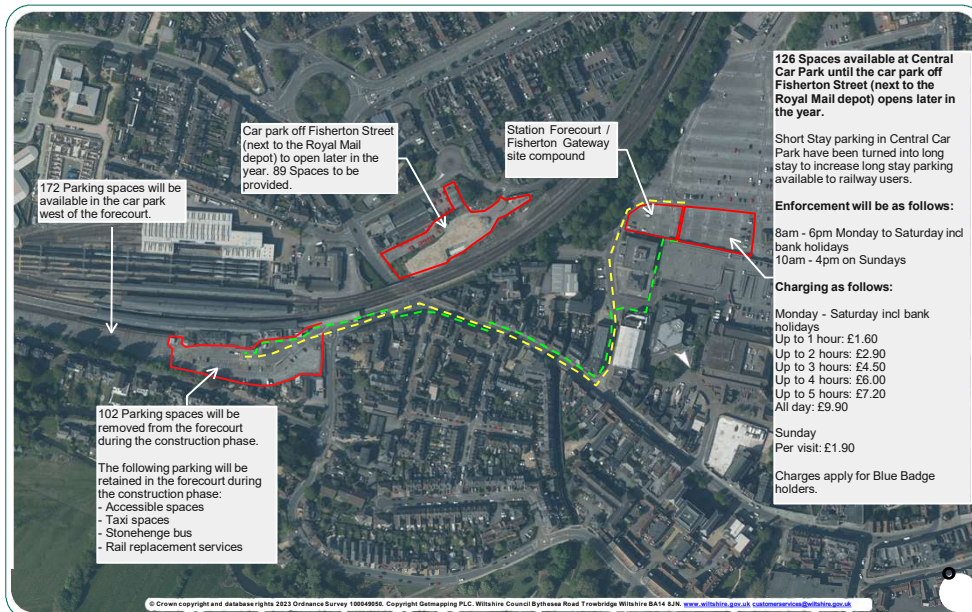 126 Spaces available at Central
Car Park until the car park off
Fisherton Street (next to the
Royal Mail depot) opens later in
the year.
Short Stay parking in Central Car
Park have been turned into long
stay to increase long stay parking
available to railway users.
Enforcement will be as follows:
8am - 6pm Monday to Saturday incl
bank holidays
10am - 4pm on Sundays
Charging as follows:
Monday - Saturday incl bank
holidays
Up to 1 hour: £1.60
Up to 2 hours: £2.90
Up to 3 hours: £4.50
Up to 4 hours: £6.00
Up to 5 hours: £7.20
All day: £9.90
Sunday
Per visit: £1.90
Charges apply for Blue Badge
holders.
Station Forecourt /
Fisherton Gateway
site compound
Car park off Fisherton Street
(next to the Royal Mail
depot) to open later in the
year. 89 Spaces to be
provided.
172 Parking spaces will be
available in the car park
west of the forecourt.
102 Parking spaces will be
removed from the forecourt
during the construction phase.
The following parking will be
retained in the forecourt during
the construction phase:
- Accessible spaces
- Taxi spaces
- Stonehenge bus
- Rail replacement services
© Crown copyright and database rights 2023 Ordnance Survey 100049050. Copyright Getmapping PLC. Wiltshire Council Bythesea Road Trowbridge Wiltshire BA14 8JN. www.wiltshire.gov.uk customerservices@wiltshire.gov.uk